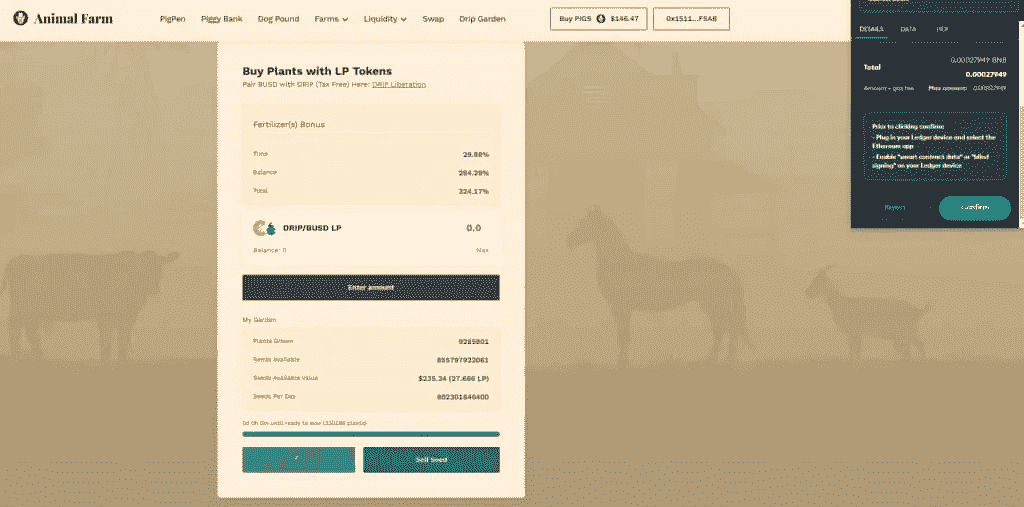 Animal Farm
PigPen Piggy Bank Dog Pound Farms Liquidity Swap Drip Garden
Buy PIGS $146.47
0x1511...F5AB
Buy Plants with LP Tokens
Pair BUSD with DRIP (Tax Free) Here: DRIP Liberation
Fertilizer(s) Bonus
Time 29.88%
Balance 294.29%
Total 324.17%
DRIP/BUSD LP 0.0
Balance: 0 Max
Enter amount
My Garden
Plants Grown
Seeds Available 855797922061
Seeds Available Value $235.34 (27.666 LP)
Seeds Per Day 802301846400
0d 0h 0m until ready to sow
Sell Seed
DETAILS DATA HEX
0.00027949 BNB
Total 0.00027949
Amount + gas fee Max amount: 0.00027949
Prior to clicking confirm:
- Plug in your Ledger device and select the
Ethereum app
- Enable "smart contract data" or "blind
signing" on your Ledger device
Reject Confirm